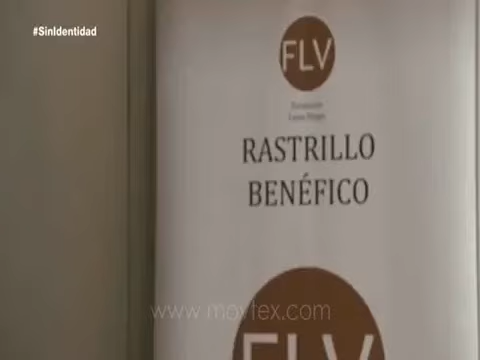 #SinIdentidad
FLV
RASTRILLO
BENÉFICO
www.movtex.com
FLV